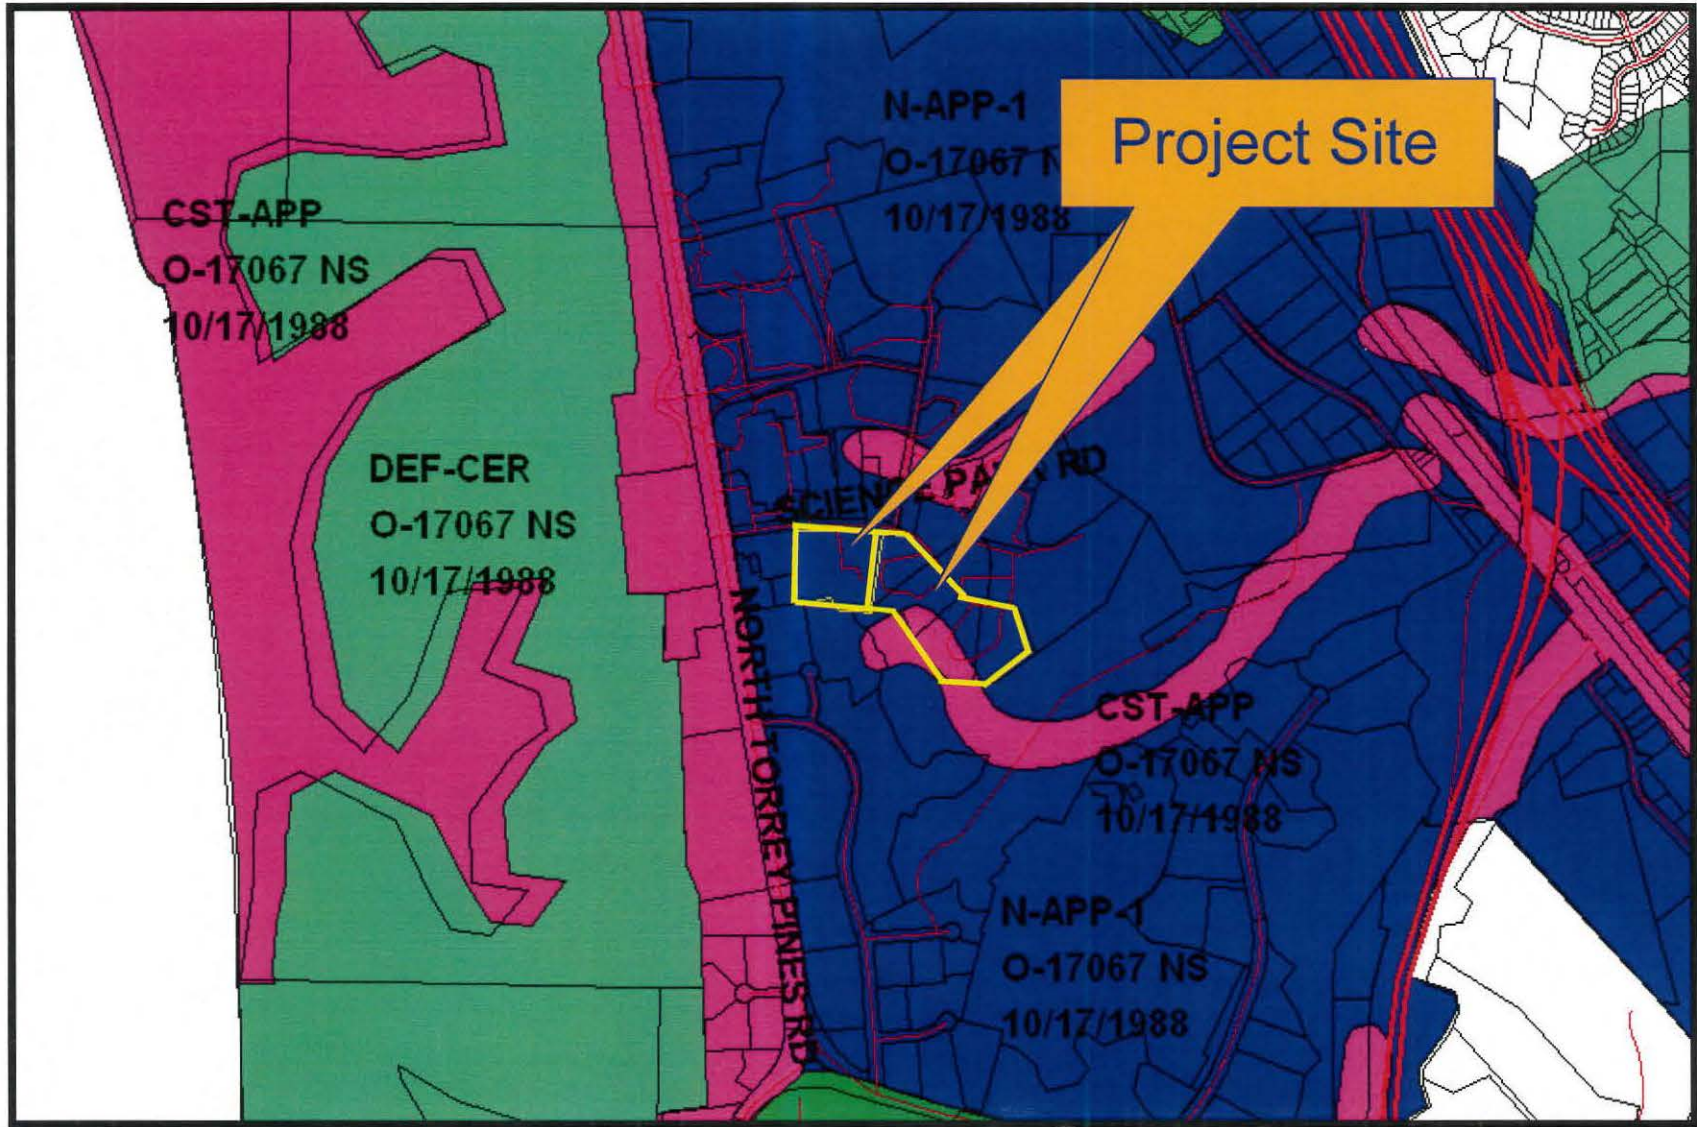 N-APP-1
O-17067 N
10/17/1988
Project Site
CST-APP
O-17067 NS
10/17/1988
DEF-CER
O-17067 NS
10/17/1988
SCIENCE PARK RD
NORTH TORREY PINES RD
CST-APP
O-17067 NS
10/17/1988
N-APP-1
O-17067 NS
10/17/1988